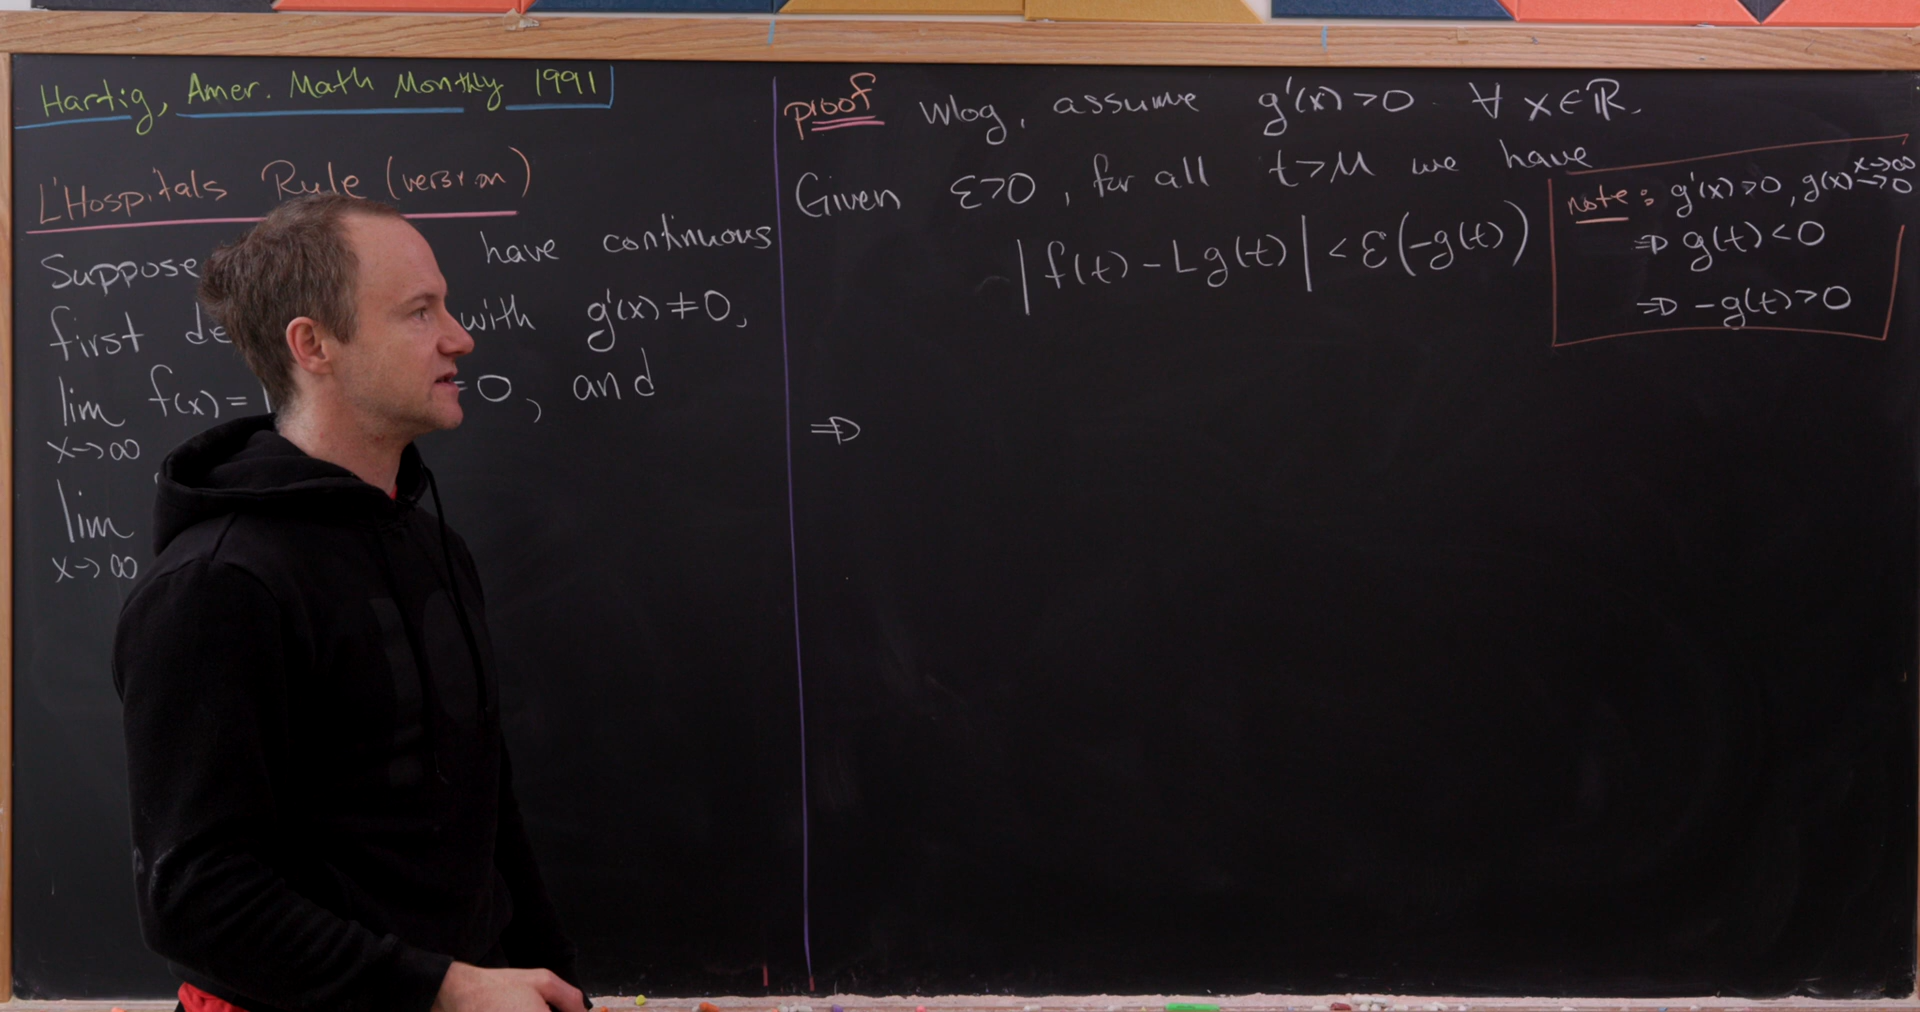 Hartig, Amer. Math Monthly 1991
L'Hospitals Rule (version)
Suppose have continuous
first de with g'(x) ≠ 0,
lim f(x) = = 0, and
x→∞
lim
x→∞
proof Wlog, assume g'(x) > 0 ∀ x ∈ ℝ.
Given ε > 0, for all t > M we have
|f(t) - Lg(t)| < ε(-g(t))
⇒
note: g'(x) > 0, g(x) x→∞ → 0
⇒ g(t) < 0
⇒ -g(t) > 0